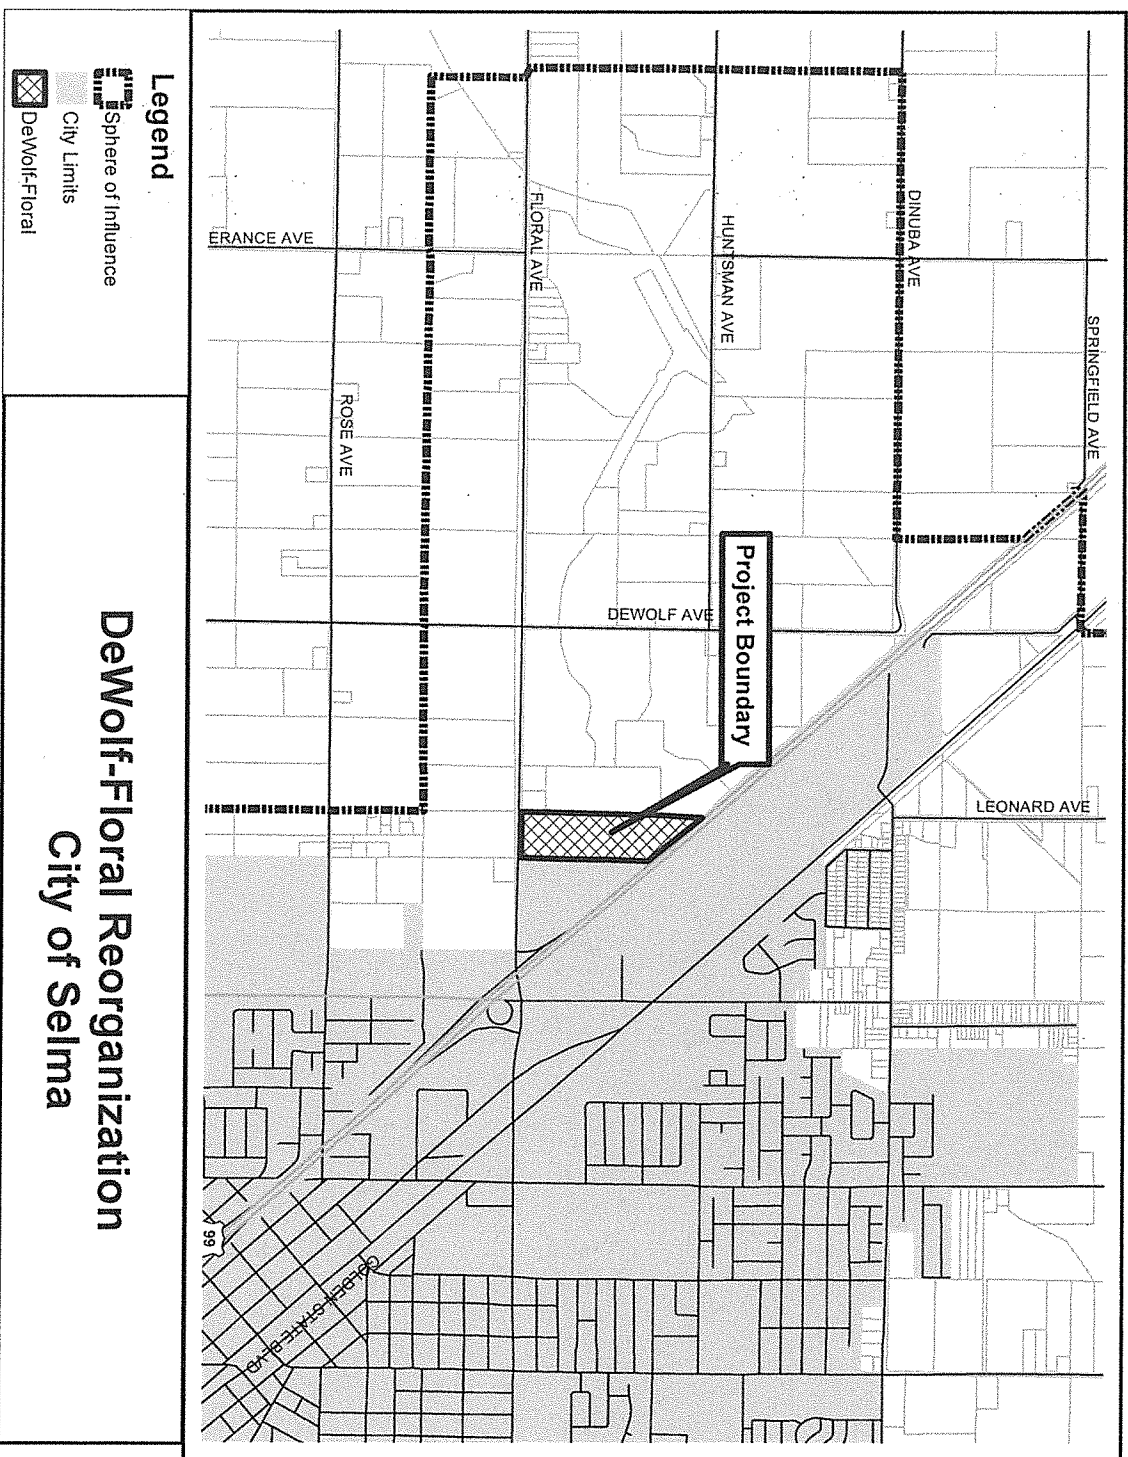 SPRINGFIELD AVE
DINUBA AVE
HUNTSMAN AVE
FLORAL AVE
ERANCE AVE
ROSE AVE
DEWOLF AVE
LEONARD AVE
Project Boundary
GOLDEN STATE BLVD
99
Legend
Sphere of Influence
City Limits
DeWolf-Floral
DeWolf-Floral Reorganization
City of Selma